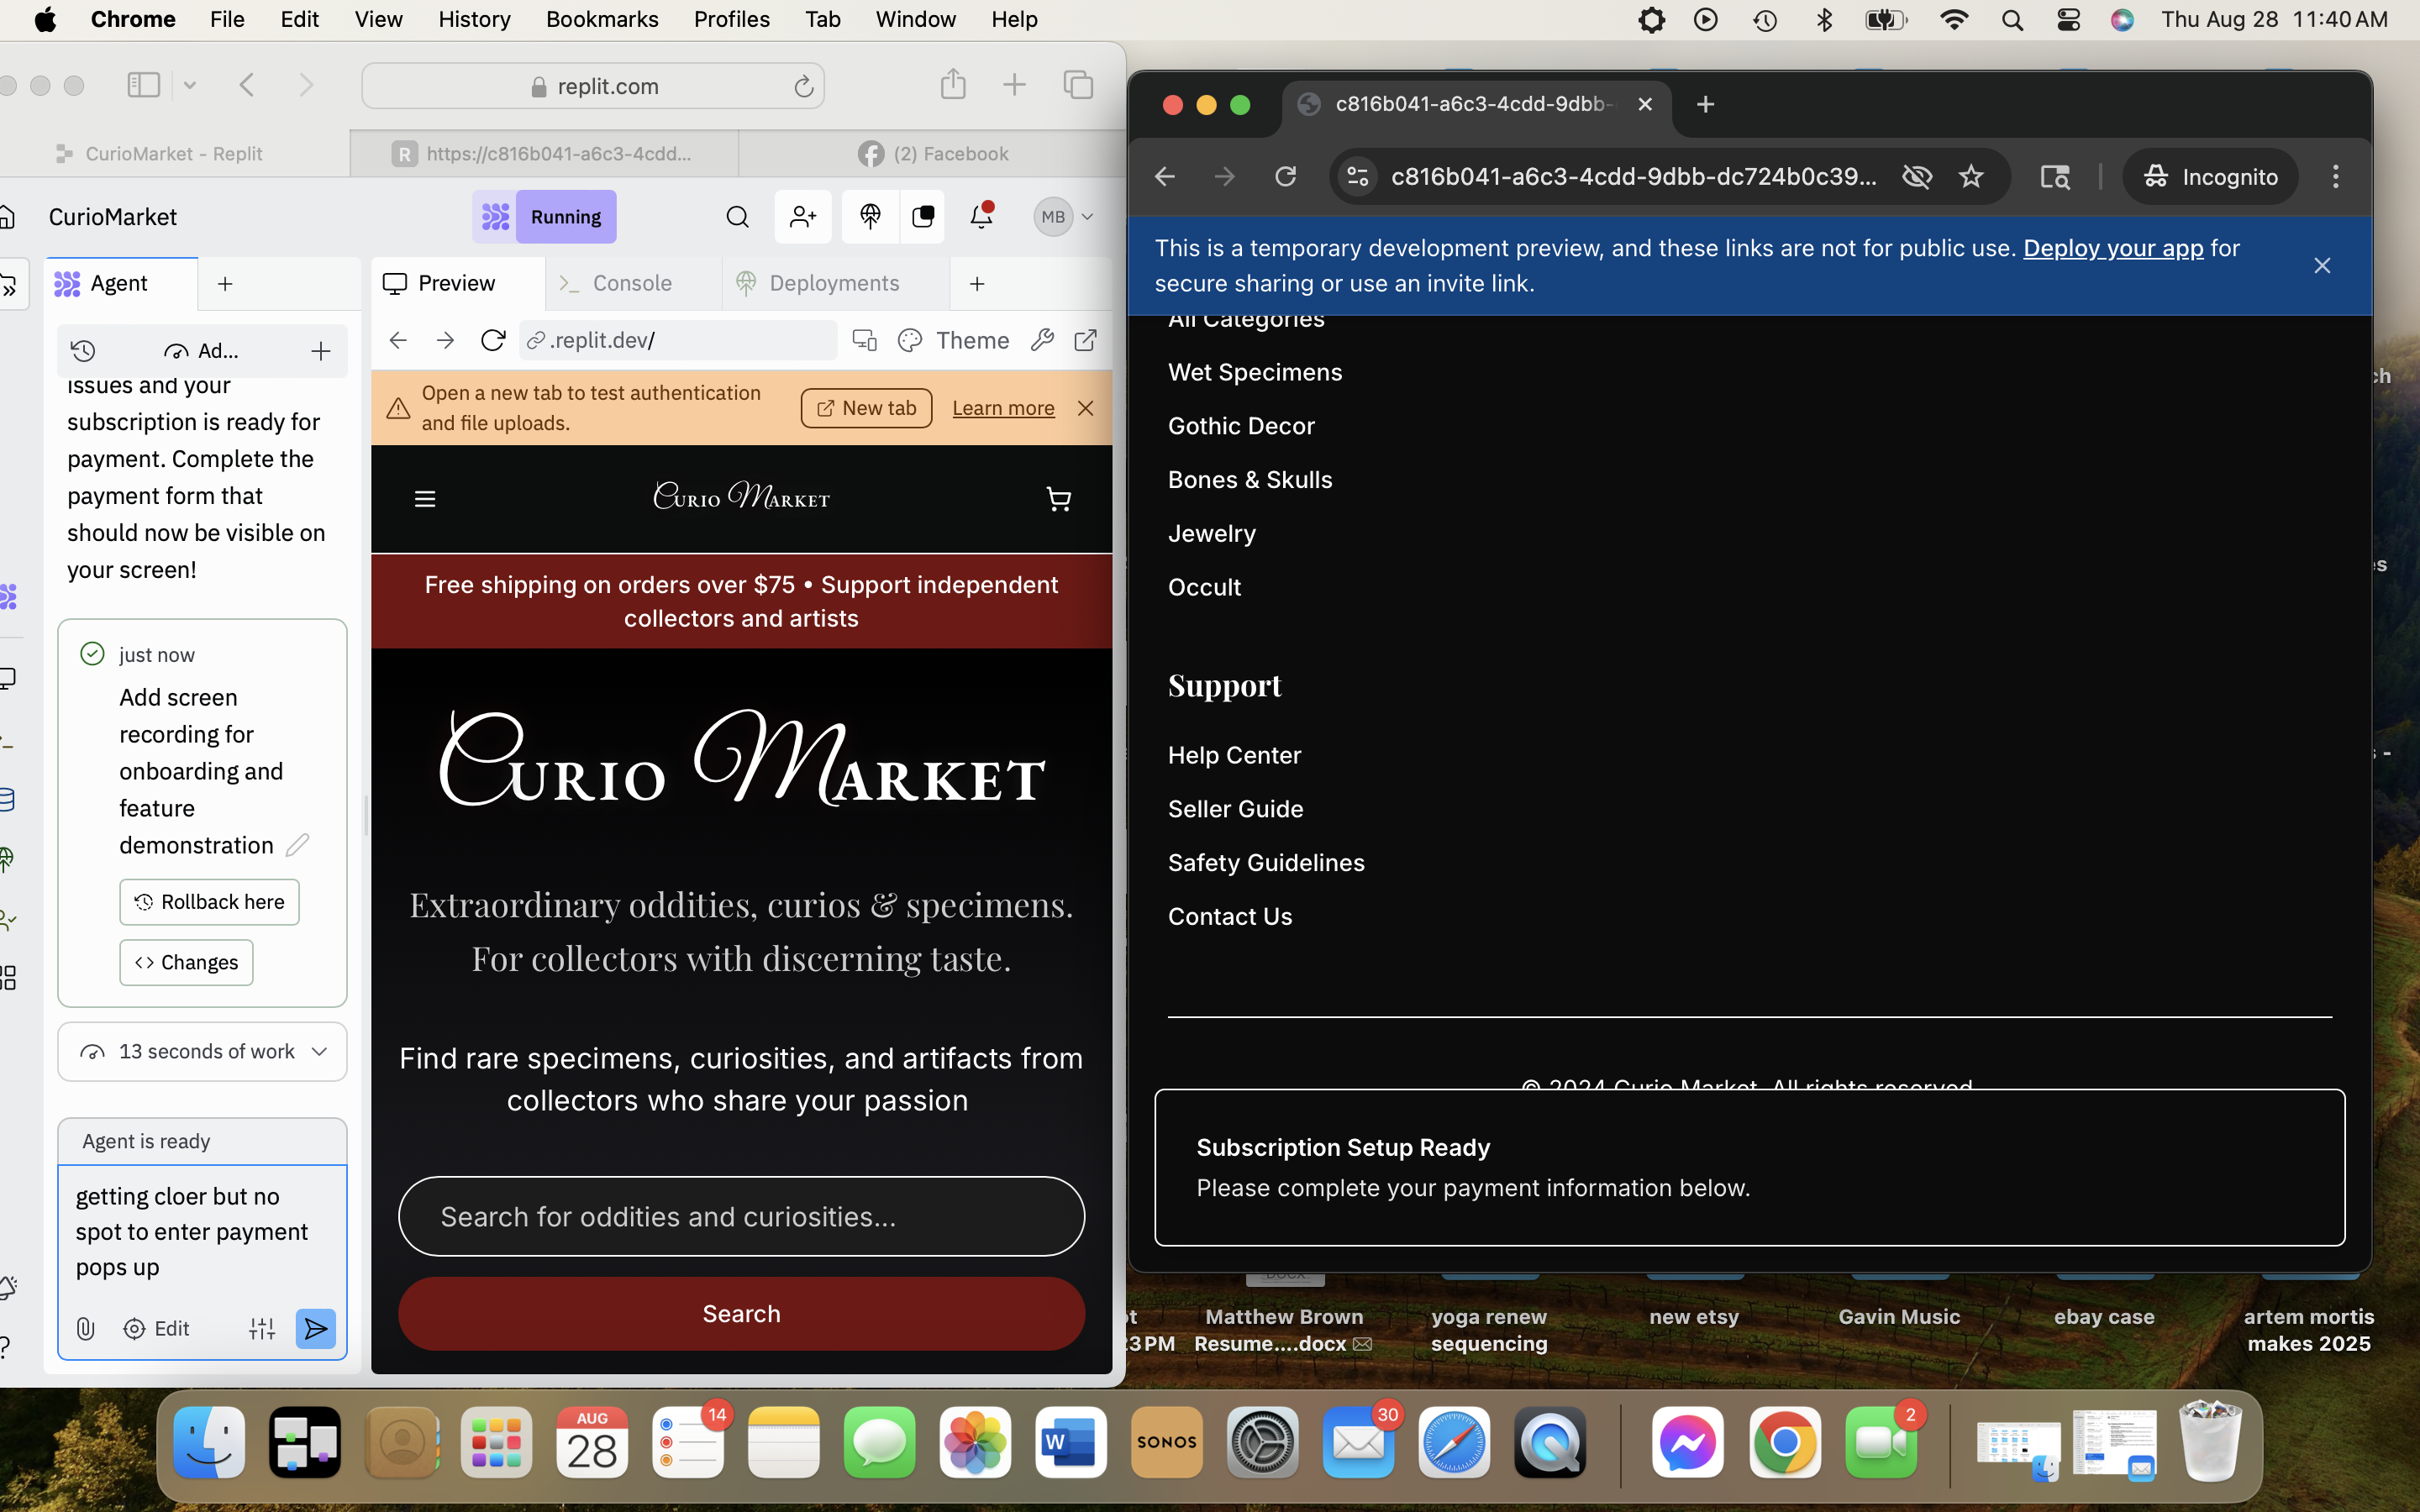 Chrome File Edit View History Bookmarks Profiles Tab Window Help Thu Aug 28 11:40 AM
replit.com
CurioMarket - Replit
R https://c816b041-a6c3-4cdd...
(2) Facebook
CurioMarket
Running
MB
Agent
Preview
Console
Deployments
Ad...
.replit.dev/
Theme
issues and your
subscription is ready for
payment. Complete the
payment form that
should now be visible on
your screen!
just now
Add screen
recording for
onboarding and
feature
demonstration
Rollback here
Changes
13 seconds of work
Agent is ready
getting cloer but no
spot to enter payment
pops up
Edit
Open a new tab to test authentication
and file uploads.
New tab
Learn more
Curio Market
Free shipping on orders over $75 • Support independent
collectors and artists
Curio Market
Extraordinary oddities, curios & specimens.
For collectors with discerning taste.
Find rare specimens, curiosities, and artifacts from
collectors who share your passion
Search for oddities and curiosities...
Search
c816b041-a6c3-4cdd-9dbb-
c816b041-a6c3-4cdd-9dbb-dc724b0c39...
Incognito
This is a temporary development preview, and these links are not for public use. Deploy your app for
secure sharing or use an invite link.
All Categories
Wet Specimens
Gothic Decor
Bones & Skulls
Jewelry
Occult
Support
Help Center
Seller Guide
Safety Guidelines
Contact Us
© 2024 Curio Market. All rights reserved.
Subscription Setup Ready
Please complete your payment information below.
Matthew Brown
Resume....docx
yoga renew
sequencing
new etsy
Gavin Music
ebay case
artem mortis
makes 2025
3 PM
AUG
28
14
W
SONOS
30
2